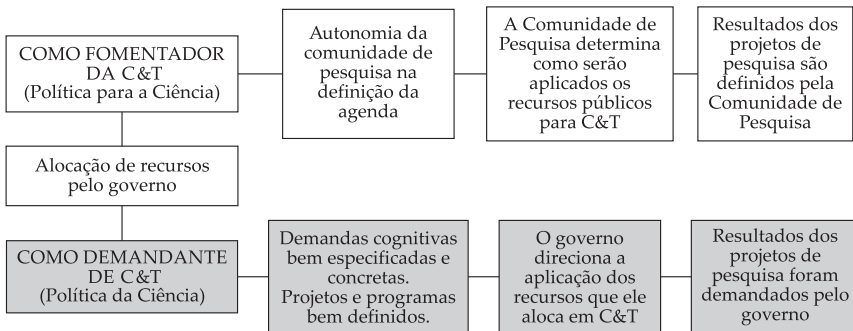 COMO FOMENTADOR
DA C&T
(Política para a Ciência)
Autonomia da
comunidade de
pesquisa na
definição da
agenda
A Comunidade de
Pesquisa determina
como serão
aplicados os
recursos públicos
para C&T
Resultados dos
projetos de
pesquisa são
definidos pela
Comunidade de
Pesquisa
Alocação de recursos
pelo governo
COMO DEMANDANTE
DE C&T
(Política da Ciência)
Demandas cognitivas
bem especificadas e
concretas.
Projetos e programas
bem definidos.
O governo
direciona a
aplicação dos
recursos que ele
aloca em C&T
Resultados dos
projetos de
pesquisa foram
demandados pelo
governo